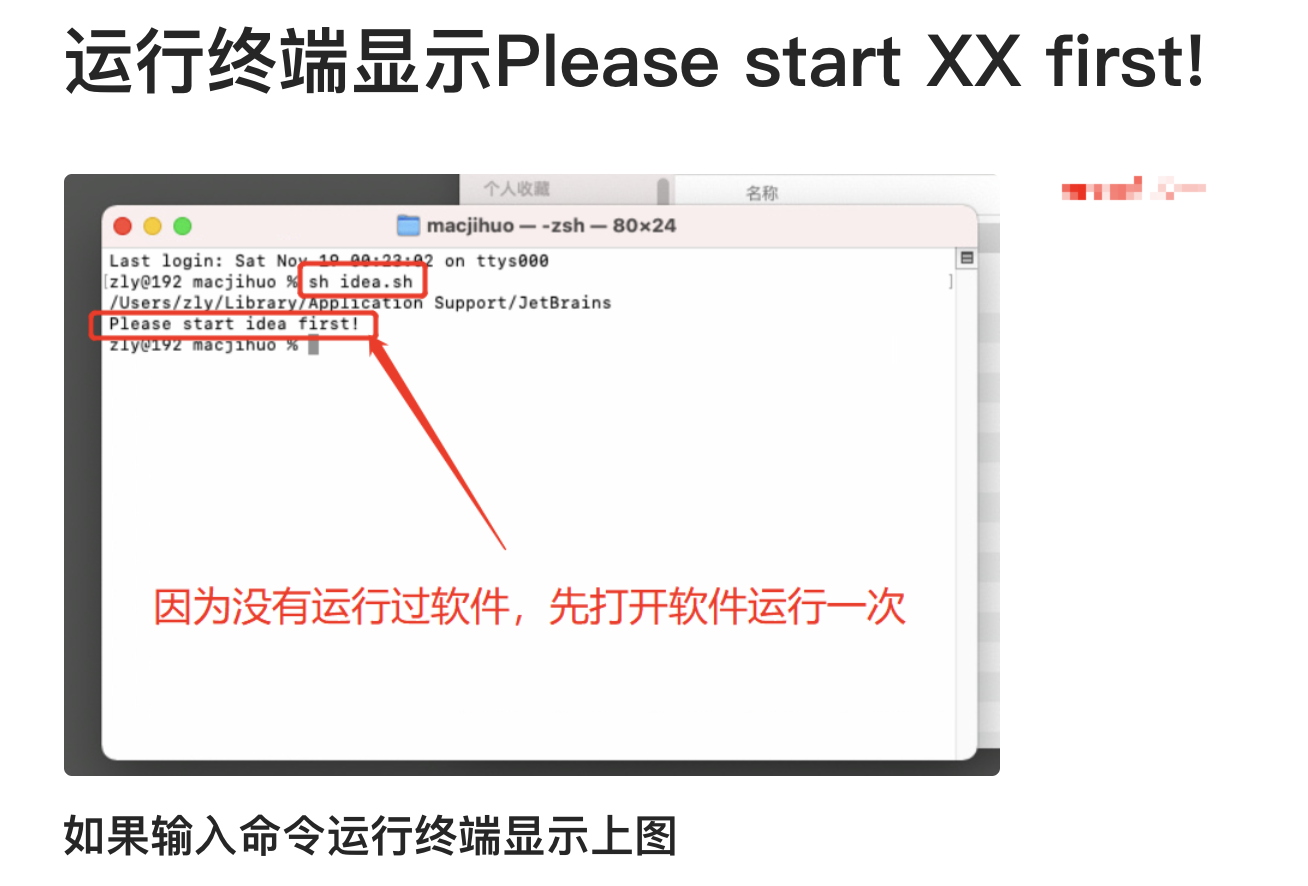 运行终端显示Please start XX first!
个人收藏
名称
macjihuo — -zsh — 80×24
Last login: Sat Nov 19 00:23:02 on ttys000
[zly@192 macjihuo % sh idea.sh ]
/Users/zly/Library/Application Support/JetBrains
Please start idea first!
zly@192 macjihuo %
因为没有运行过软件，先打开软件运行一次
如果输入命令运行终端显示上图